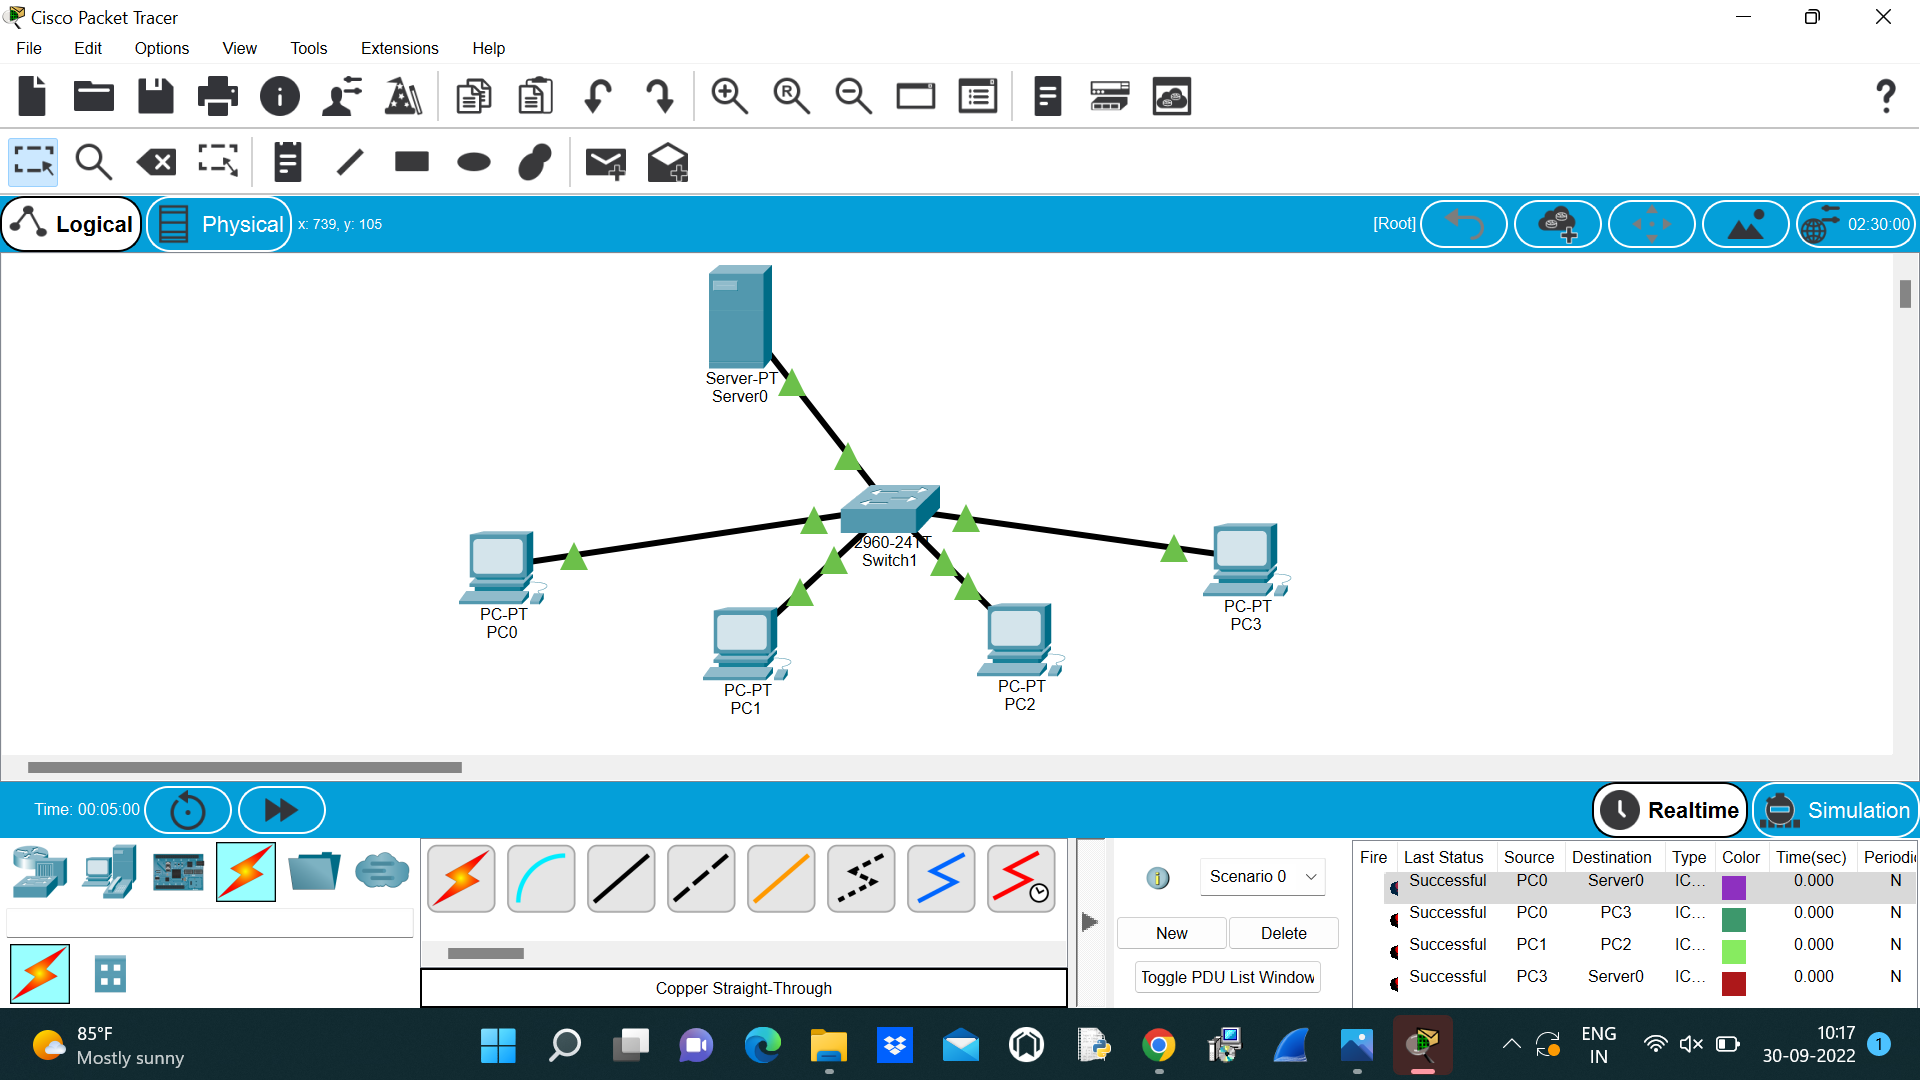 Cisco Packet Tracer
File Edit Options View Tools Extensions Help
Logical Physical x: 739, y: 105 [Root] 02:30:00
Server-PT
Server0
2960-24TT
Switch1
PC-PT
PC0
PC-PT
PC1
PC-PT
PC2
PC-PT
PC3
Time: 00:05:00 Realtime Simulation
Scenario 0
New Delete
Toggle PDU List Window
Copper Straight-Through
Fire Last Status Source Destination Type Color Time(sec) Periodi
Successful PC0 Server0 IC... 0.000 N
Successful PC0 PC3 IC... 0.000 N
Successful PC1 PC2 IC... 0.000 N
Successful PC3 Server0 IC... 0.000 N
85°F
Mostly sunny
ENG
IN
10:17
30-09-2022
1